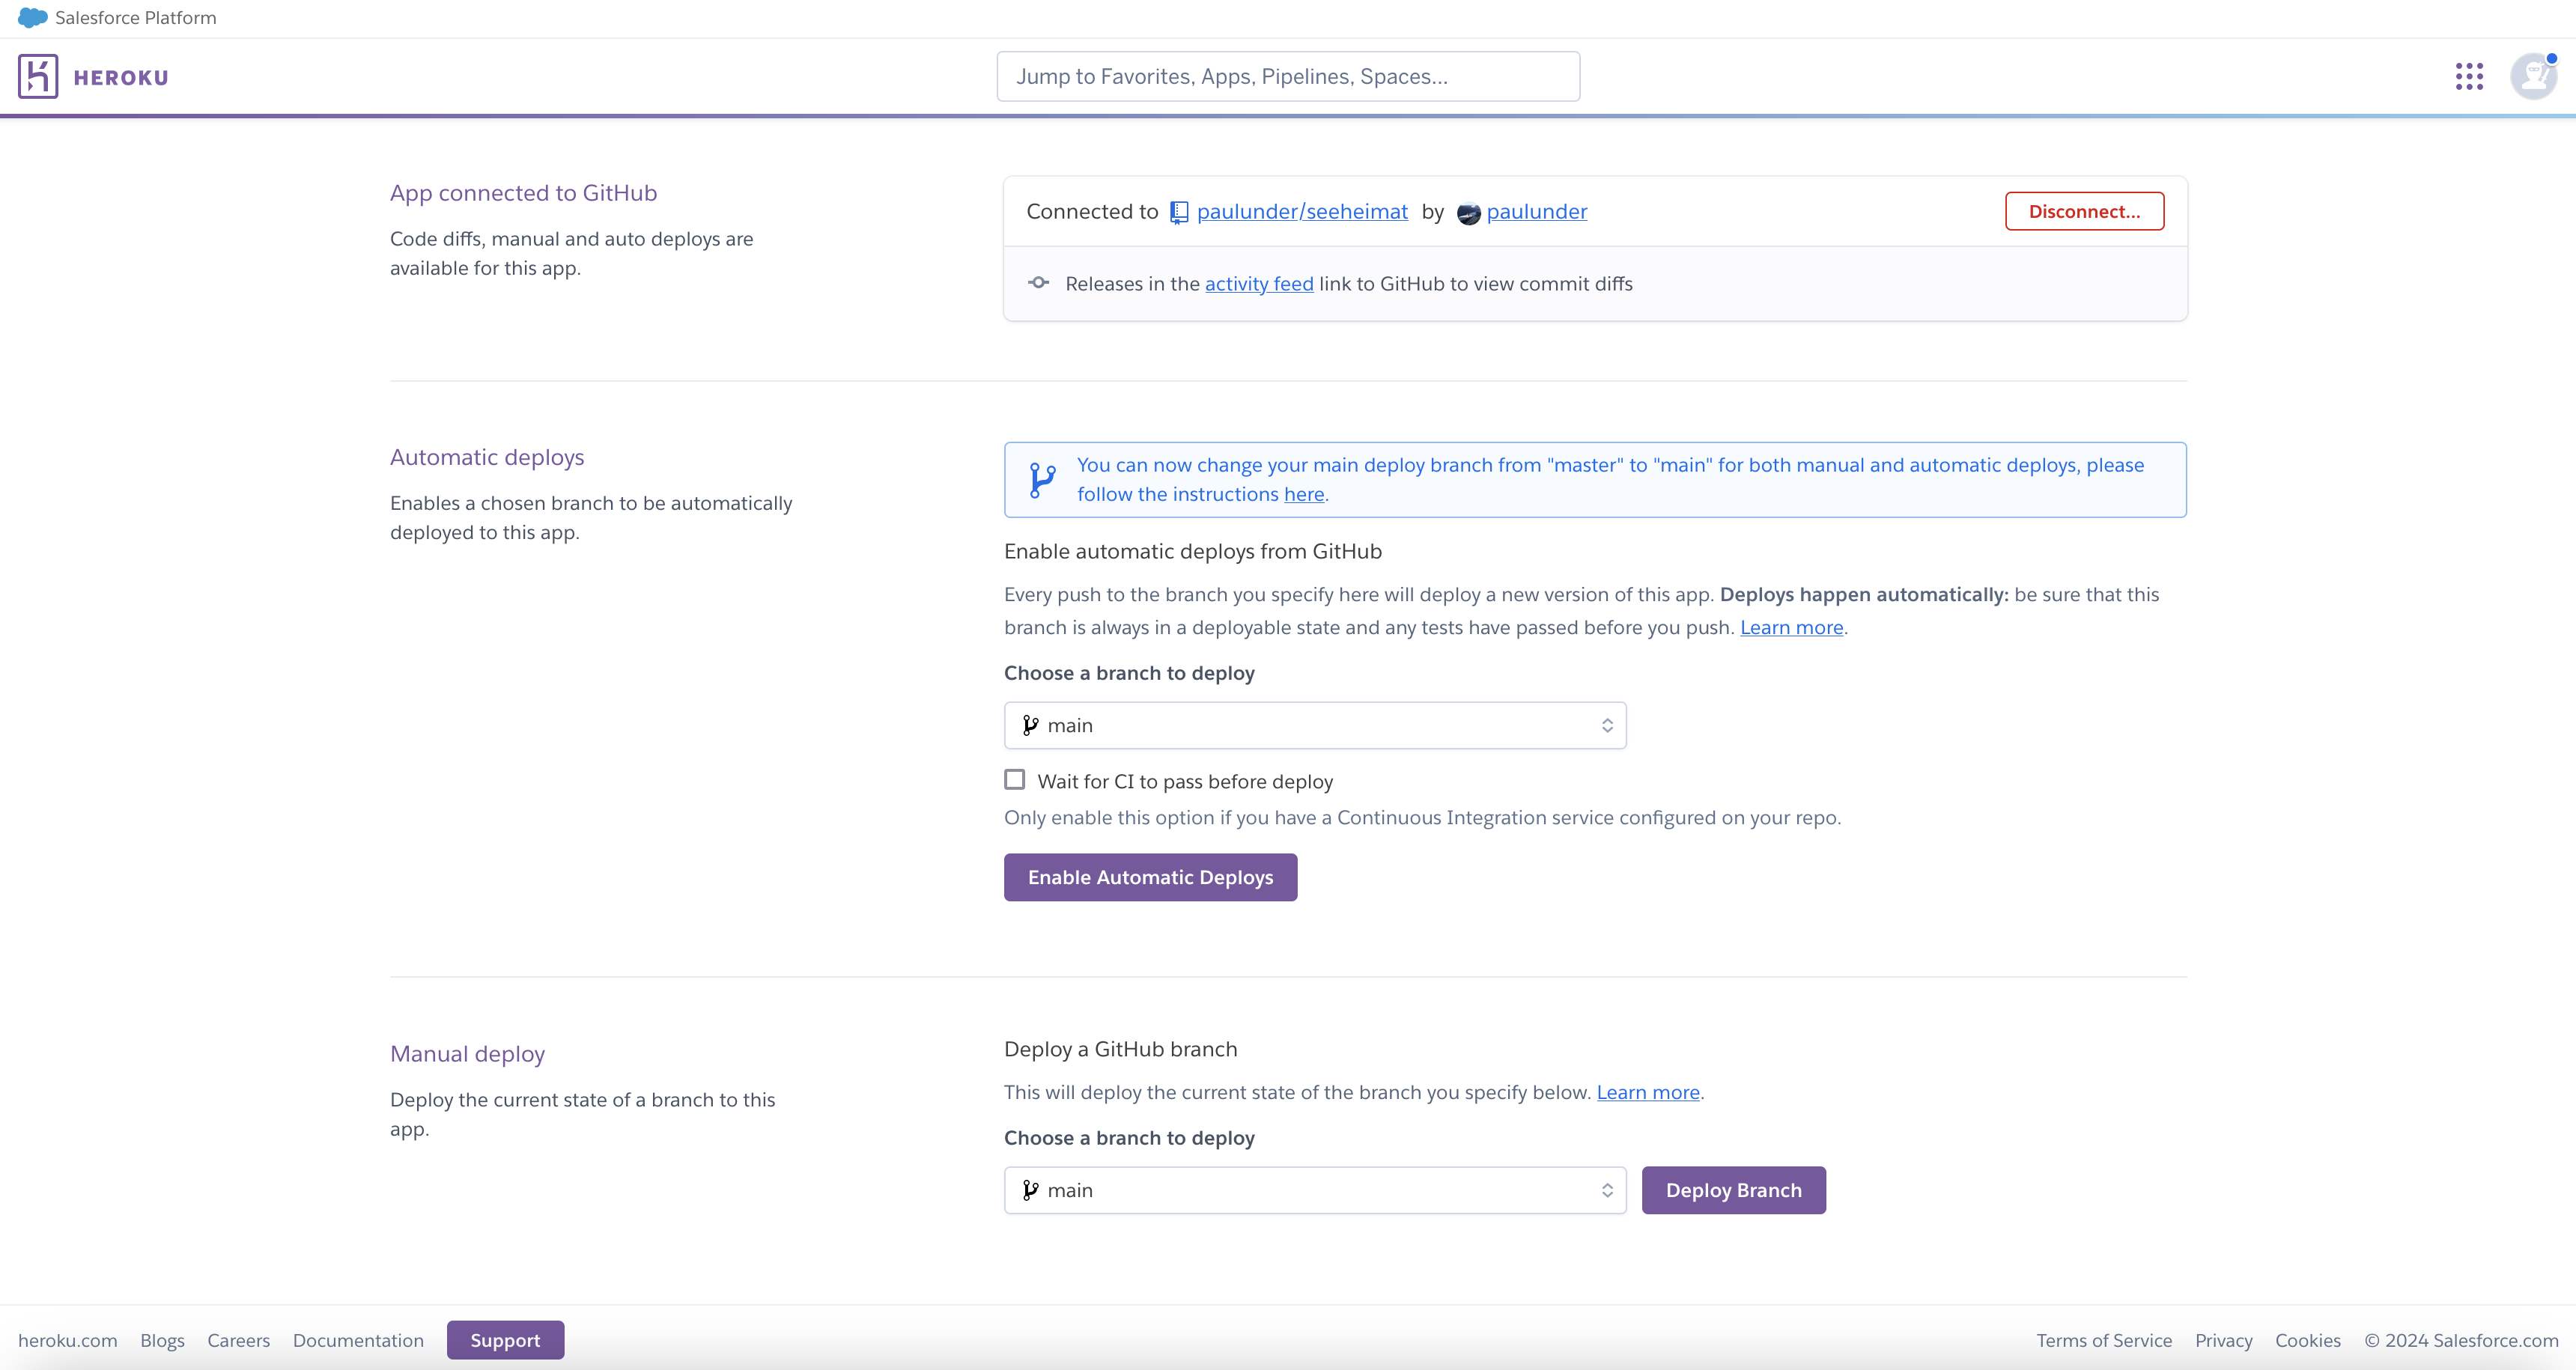 Salesforce Platform
HEROKU
Jump to Favorites, Apps, Pipelines, Spaces...
App connected to GitHub
Code diffs, manual and auto deploys are
available for this app.
Connected to paulunder/seeheimat by paulunder
Disconnect...
Releases in the activity feed link to GitHub to view commit diffs
Automatic deploys
Enables a chosen branch to be automatically
deployed to this app.
You can now change your main deploy branch from "master" to "main" for both manual and automatic deploys, please
follow the instructions here.
Enable automatic deploys from GitHub
Every push to the branch you specify here will deploy a new version of this app. Deploys happen automatically: be sure that this
branch is always in a deployable state and any tests have passed before you push. Learn more.
Choose a branch to deploy
main
Wait for CI to pass before deploy
Only enable this option if you have a Continuous Integration service configured on your repo.
Enable Automatic Deploys
Manual deploy
Deploy the current state of a branch to this
app.
Deploy a GitHub branch
This will deploy the current state of the branch you specify below. Learn more.
Choose a branch to deploy
main
Deploy Branch
heroku.com Blogs Careers Documentation Support
Terms of Service Privacy Cookies © 2024 Salesforce.com